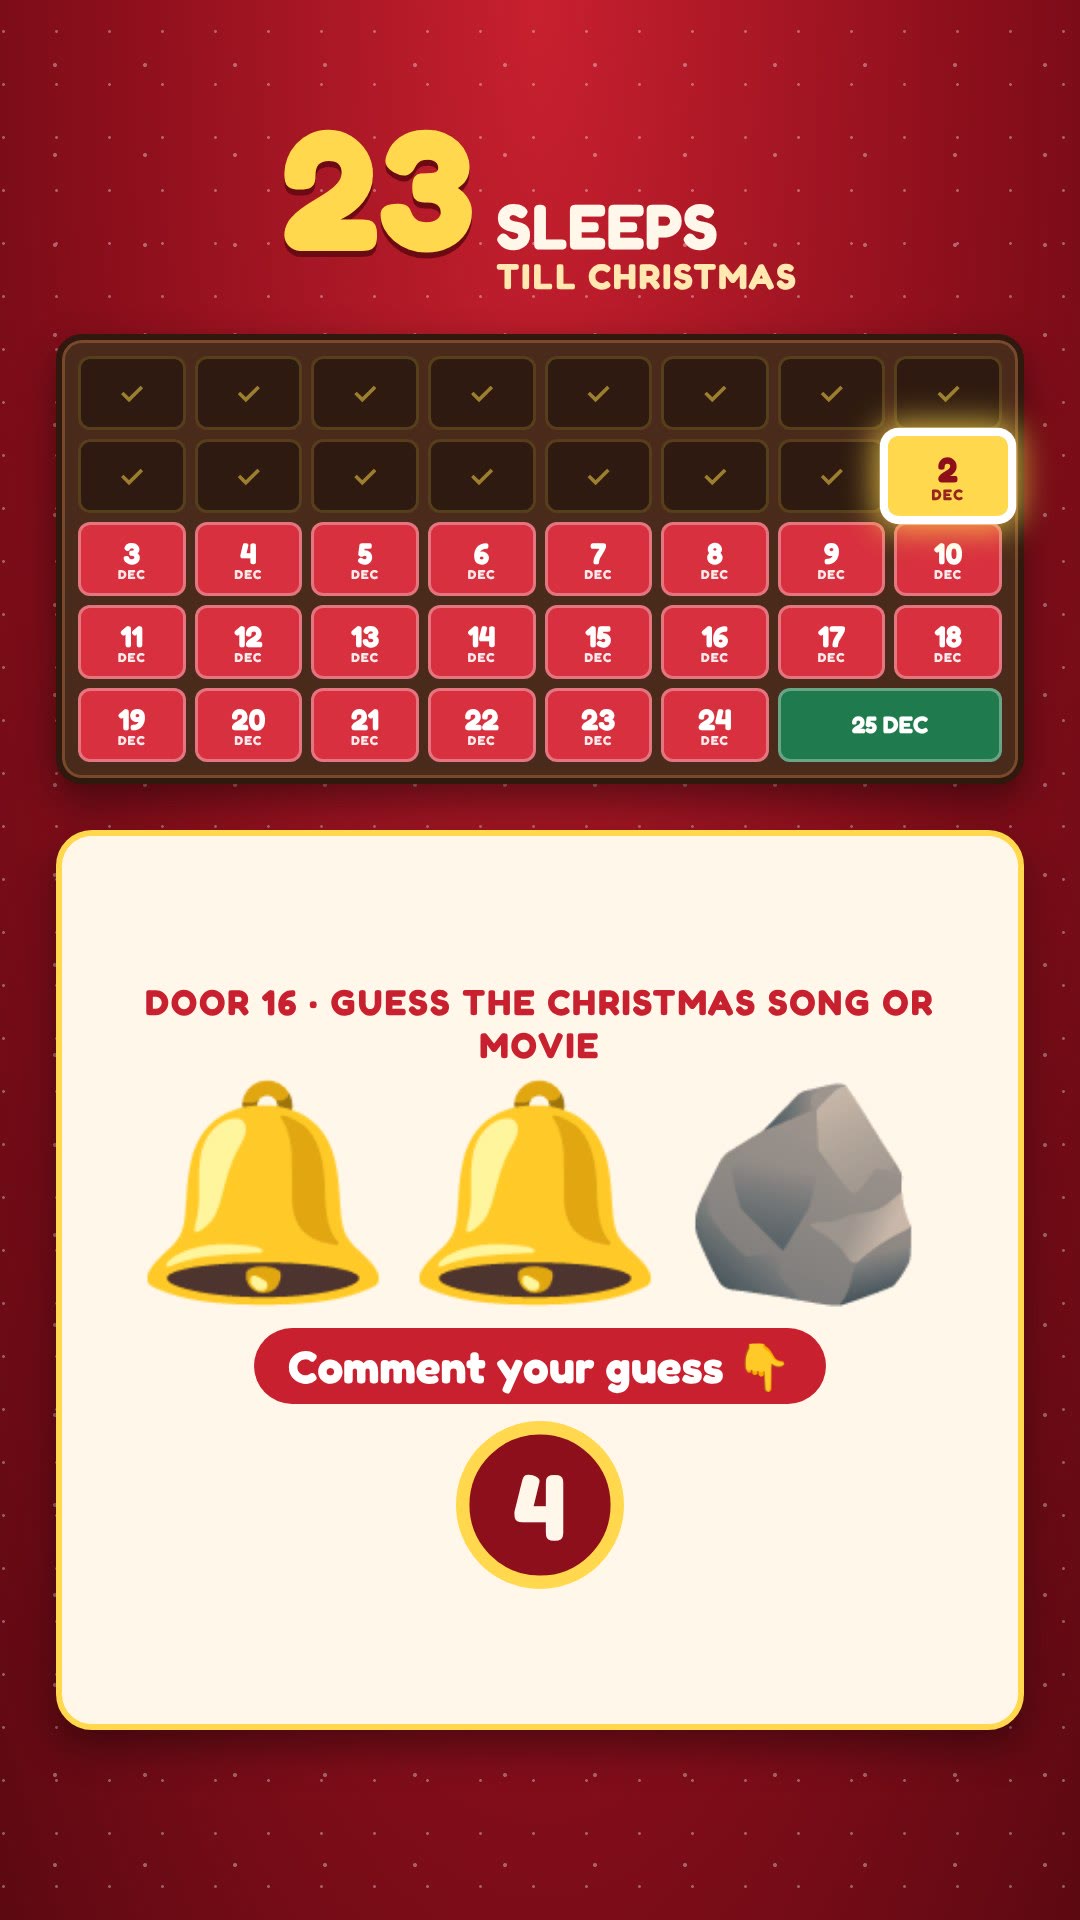 23 SLEEPS
TILL CHRISTMAS
2
DEC
3 4 5 6 7 8 9 10
DEC DEC DEC DEC DEC DEC DEC DEC
11 12 13 14 15 16 17 18
DEC DEC DEC DEC DEC DEC DEC DEC
19 20 21 22 23 24 25 DEC
DEC DEC DEC DEC DEC DEC
DOOR 16 · GUESS THE CHRISTMAS SONG OR
MOVIE
Comment your guess 👇
4